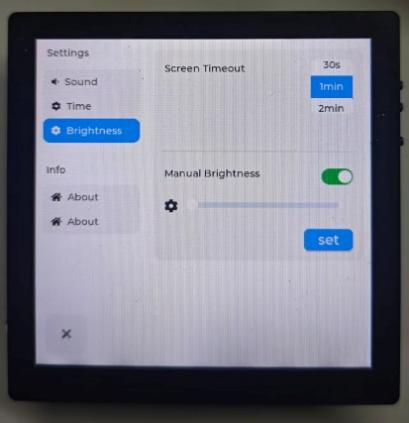 Settings
Sound
Time
Brightness
Info
About
About
Screen Timeout
30s
1min
2min
Manual Brightness
set